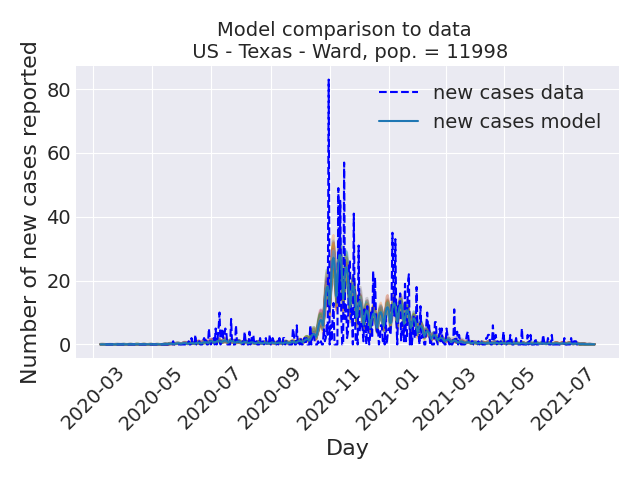 Model comparison to data
US - Texas - Ward, pop. = 11998
Number of new cases reported
80
60
40
20
0
new cases data
new cases model
2020-03
2020-05
2020-07
2020-09
2020-11
2021-01
2021-03
2021-05
2021-07
Day